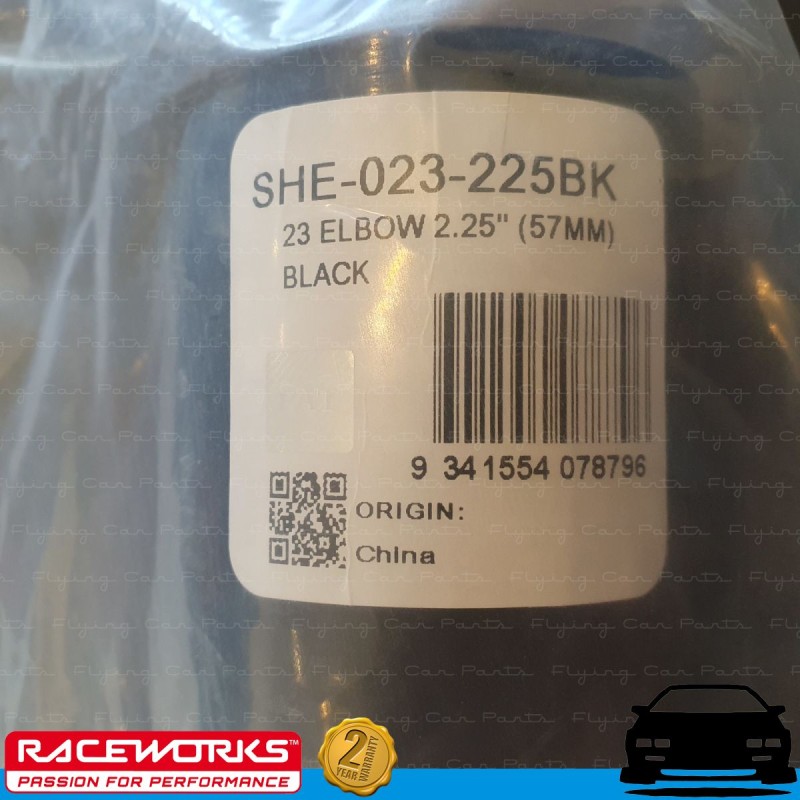 SHE-023-225BK
23 ELBOW 2.25" (57MM)
BLACK
9 341554 078796
ORIGIN:
China
Flying Car Parts
RACEWORKS™
PASSION FOR PERFORMANCE
2
YEAR WARRANTY